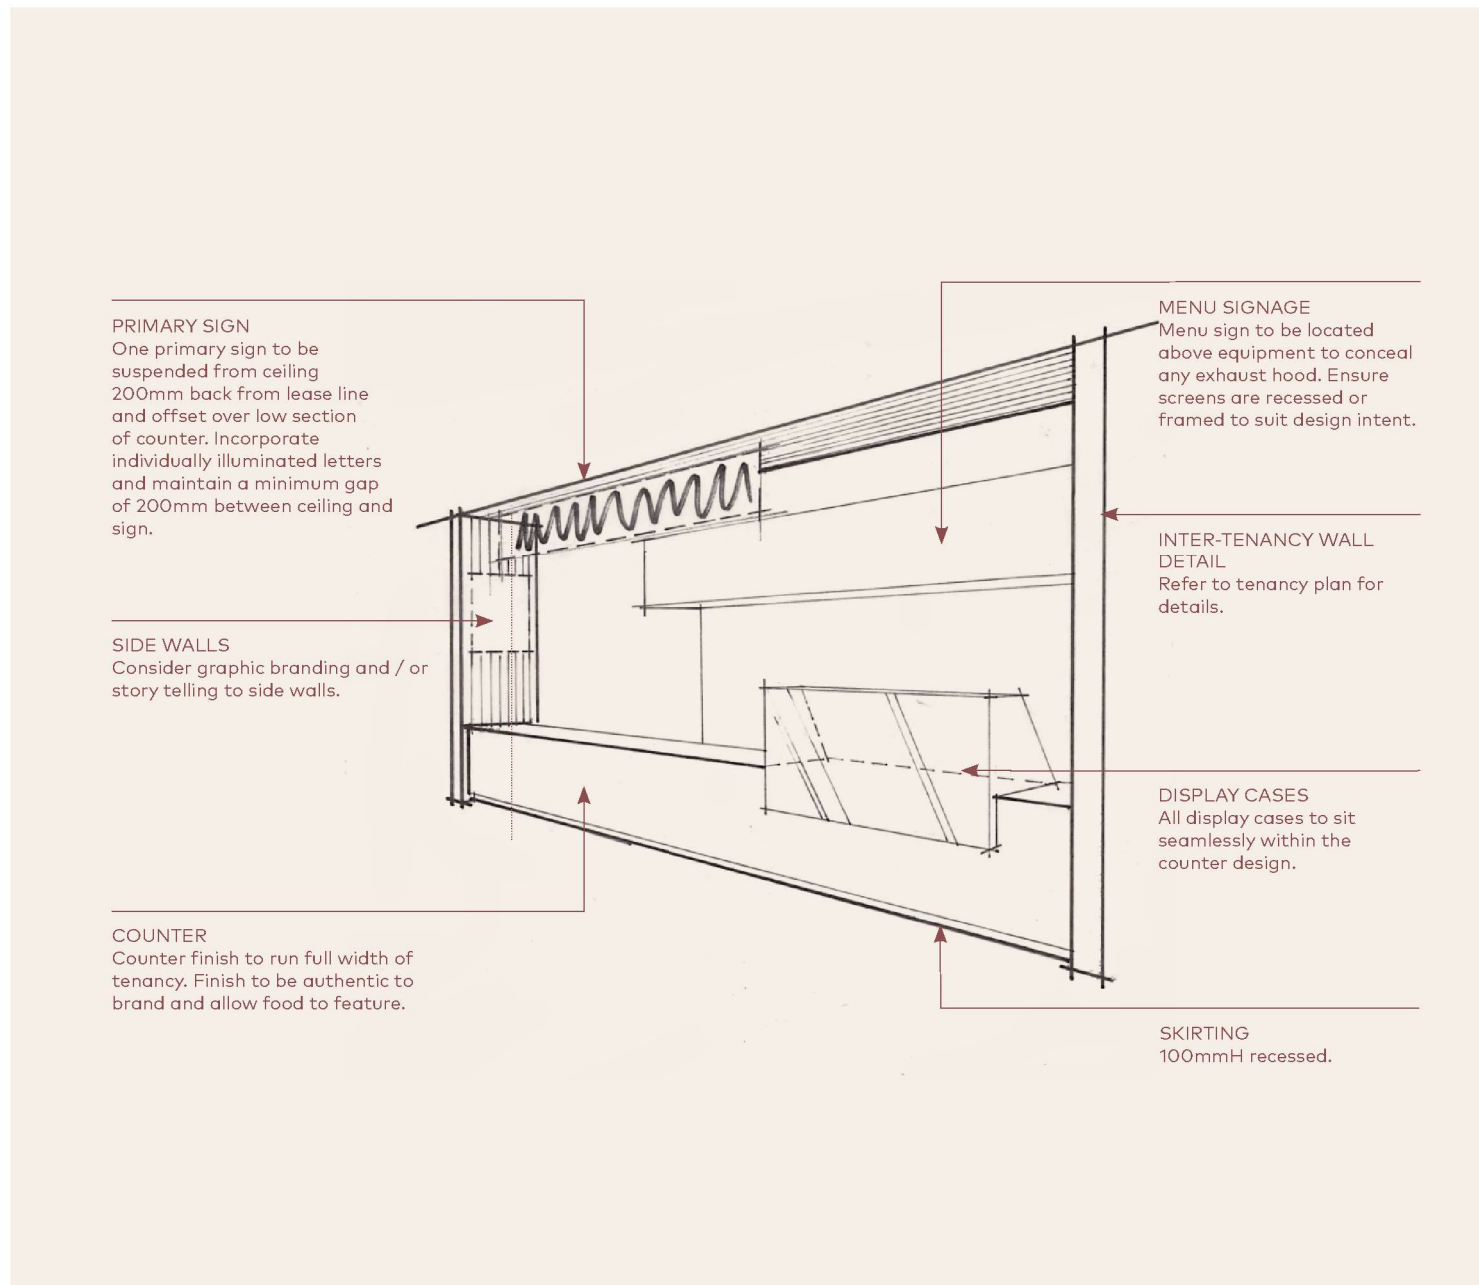 PRIMARY SIGN
One primary sign to be
suspended from ceiling
200mm back from lease line
and offset over low section
of counter. Incorporate
individually illuminated letters
and maintain a minimum gap
of 200mm between ceiling and
sign.
SIDE WALLS
Consider graphic branding and / or
story telling to side walls.
COUNTER
Counter finish to run full width of
tenancy. Finish to be authentic to
brand and allow food to feature.
MENU SIGNAGE
Menu sign to be located
above equipment to conceal
any exhaust hood. Ensure
screens are recessed or
framed to suit design intent.
INTER-TENANCY WALL
DETAIL
Refer to tenancy plan for
details.
DISPLAY CASES
All display cases to sit
seamlessly within the
counter design.
SKIRTING
100mmH recessed.